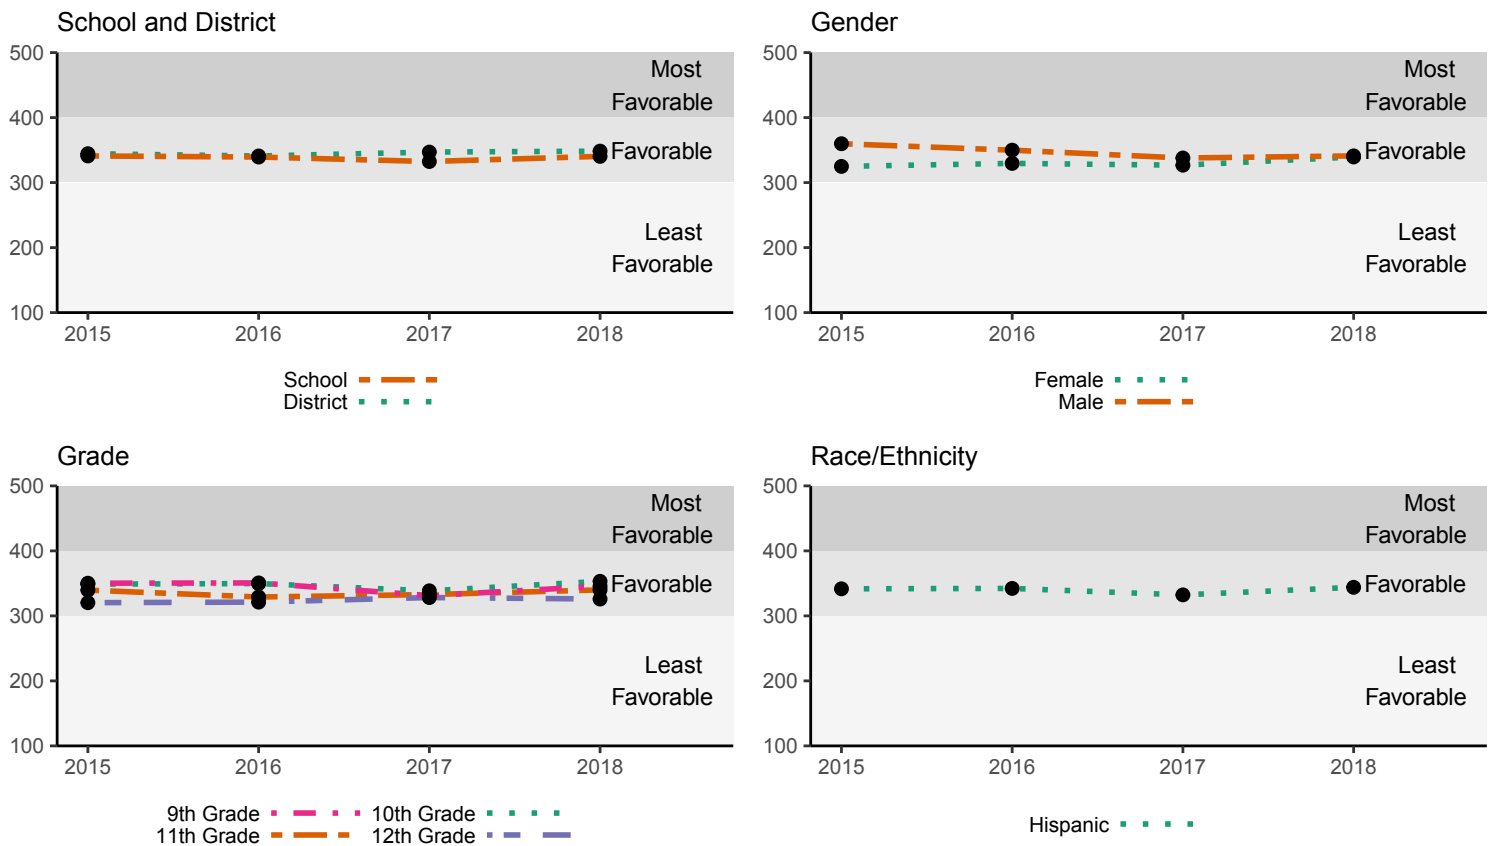 School and District
500
400
300
200
100
Most
Favorable
Favorable
Least
Favorable
2015 2016 2017 2018
School
District
Gender
500
400
300
200
100
Most
Favorable
Favorable
Least
Favorable
2015 2016 2017 2018
Female
Male
Grade
500
400
300
200
100
Most
Favorable
Favorable
Least
Favorable
2015 2016 2017 2018
9th Grade 10th Grade
11th Grade 12th Grade
Race/Ethnicity
500
400
300
200
100
Most
Favorable
Favorable
Least
Favorable
2015 2016 2017 2018
Hispanic